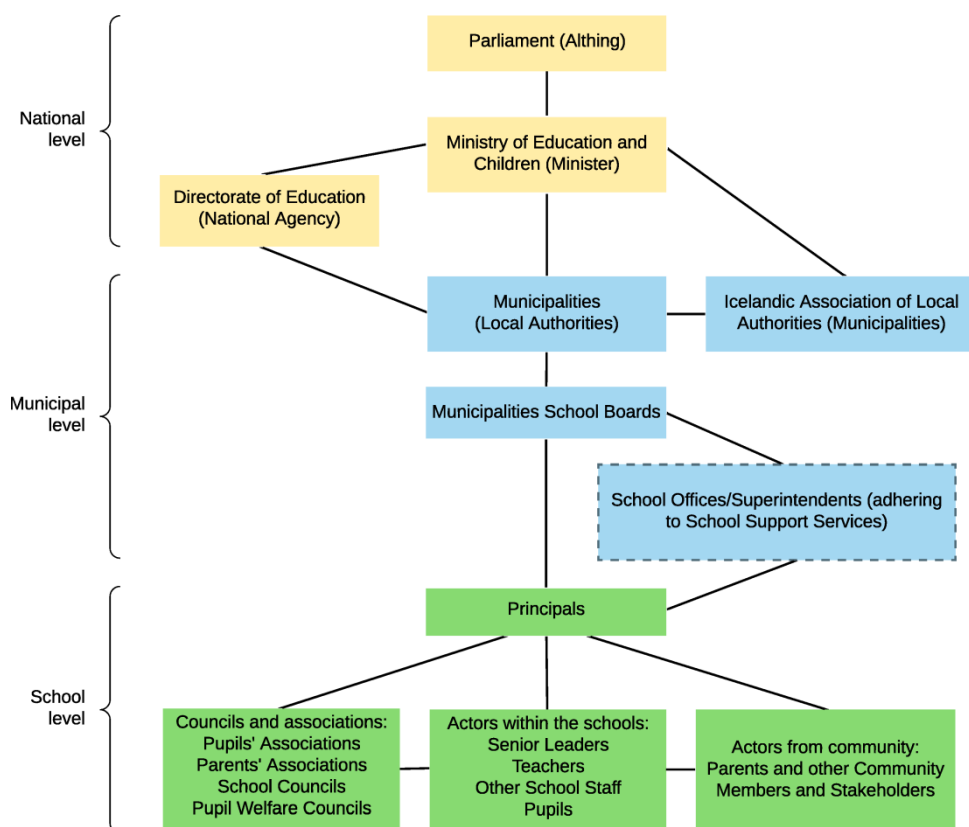 Parliament (Althing)
National
level
Ministry of Education and
Children (Minister)
Directorate of Education
(National Agency)
Municipalities
(Local Authorities)
Icelandic Association of Local
Authorities (Municipalities)
Municipal
level
Municipalities School Boards
School Offices/Superintendents (adhering
to School Support Services)
Principals
School
level
Councils and associations:
Pupils' Associations
Parents' Associations
School Councils
Pupil Welfare Councils
Actors within the schools:
Senior Leaders
Teachers
Other School Staff
Pupils
Actors from community:
Parents and other Community
Members and Stakeholders